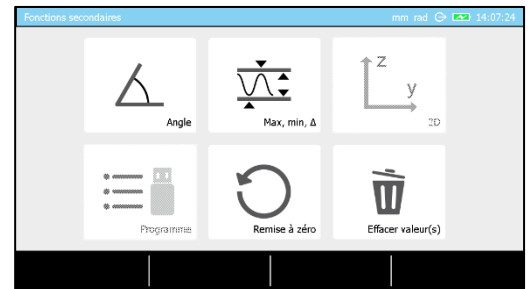 Fonctions secondaires mm rad 14:07:24
Z
y
Angle Max, min, Δ 2D
Programme Remise à zéro Effacer valeur(s)